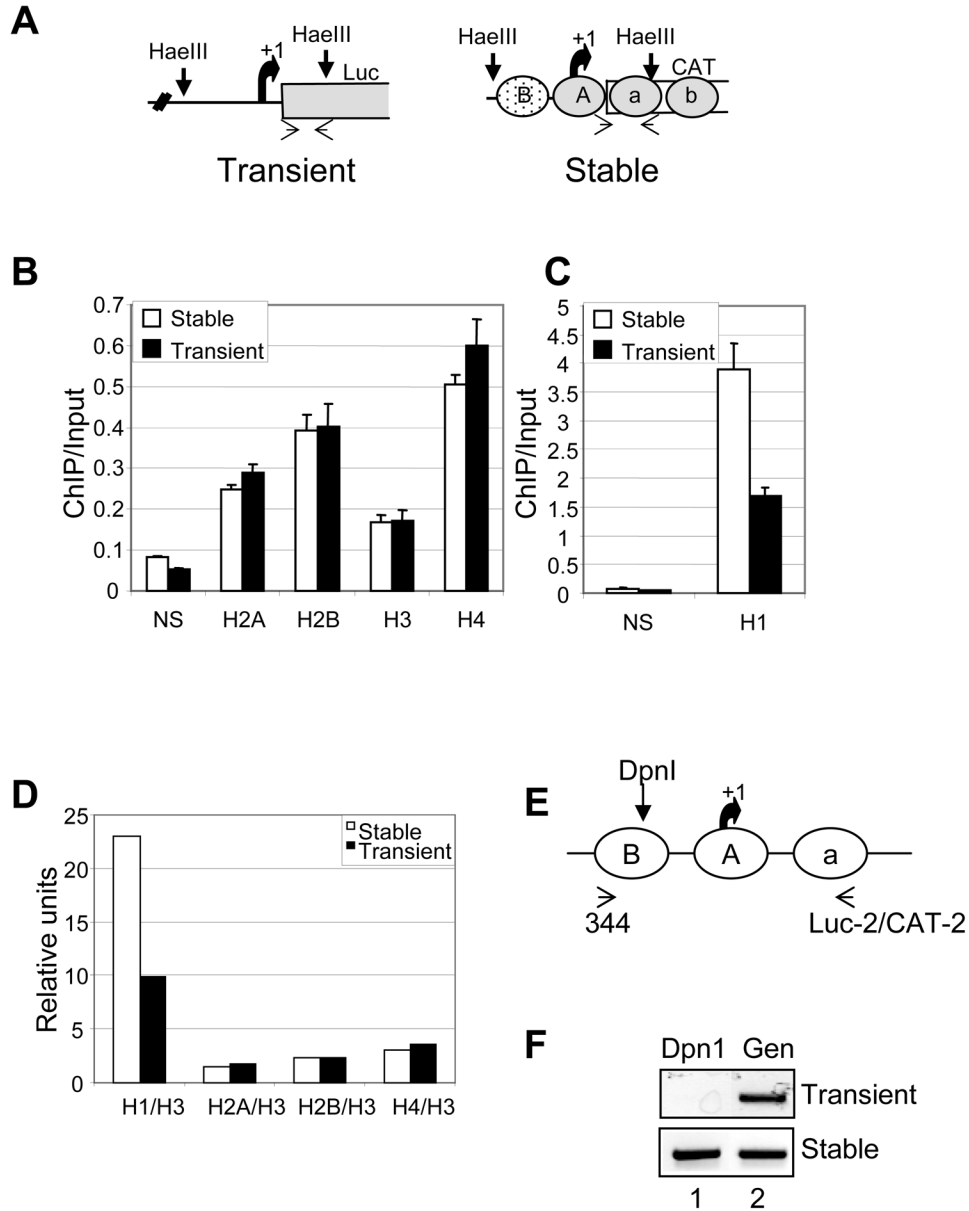 A
HaeIII +1 HaeIII
Luc
Transient
HaeIII +1 HaeIII
CAT
B A a b
Stable
B
0.7
0.6
0.5
0.4
0.3
0.2
0.1
0
ChIP/Input
Stable
Transient
NS H2A H2B H3 H4
C
5
4.5
4
3.5
3
2.5
2
1.5
1
0.5
0
ChIP/Input
Stable
Transient
NS H1
D
25
20
15
10
5
0
Relative units
Stable
Transient
H1/H3 H2A/H3 H2B/H3 H4/H3
E
DpnI
+1
B A a
344 Luc-2/CAT-2
F
Dpn1 Gen
Transient
Stable
1 2